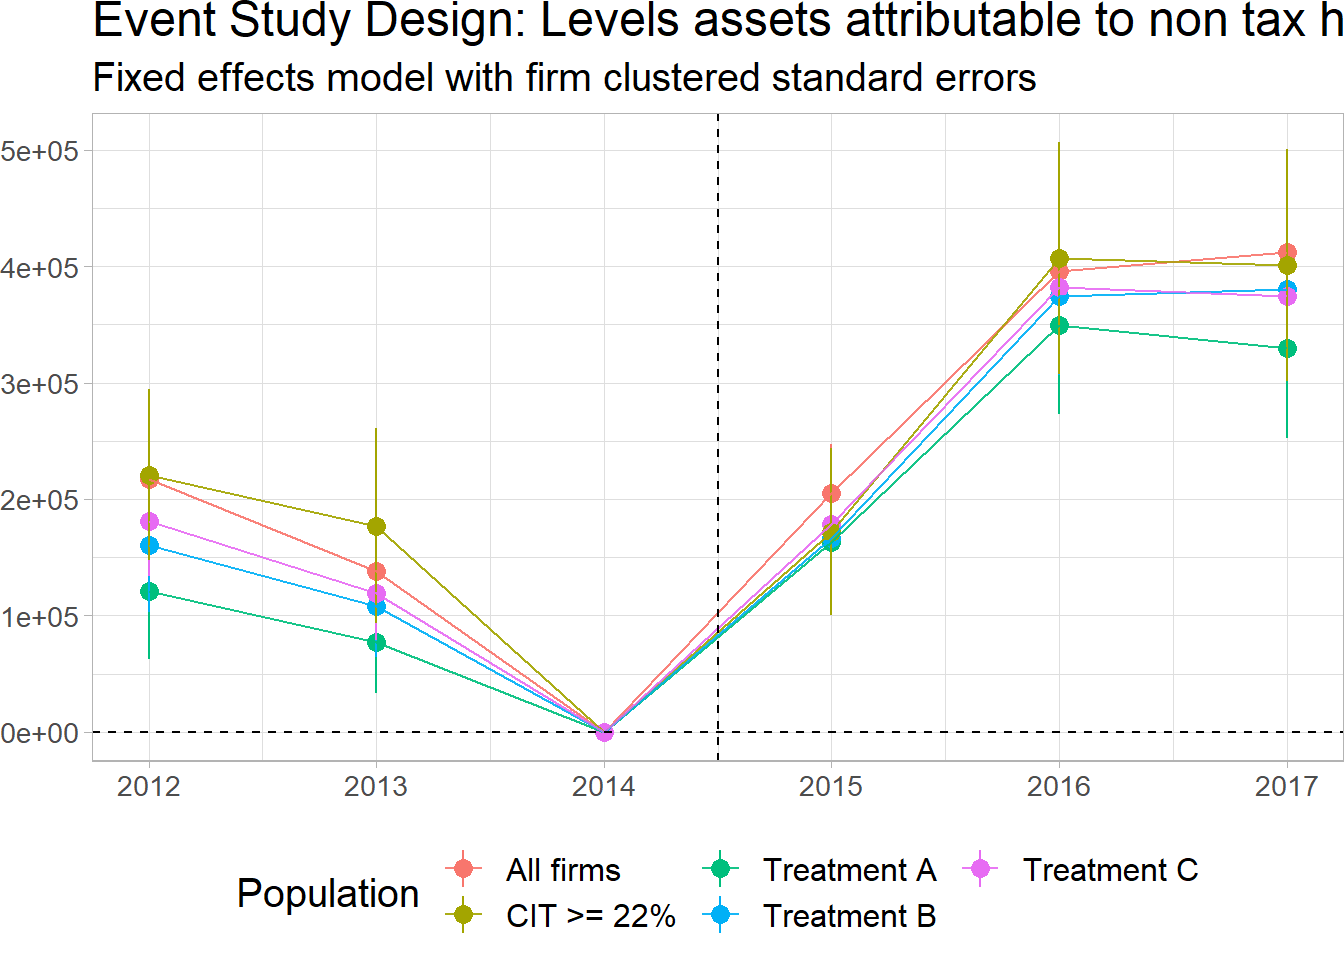 Event Study Design: Levels assets attributable to non tax h
Fixed effects model with firm clustered standard errors
5e+05
4e+05
3e+05
2e+05
1e+05
0e+00
2012 2013 2014 2015 2016 2017
Population
All firms Treatment A Treatment C
CIT >= 22% Treatment B